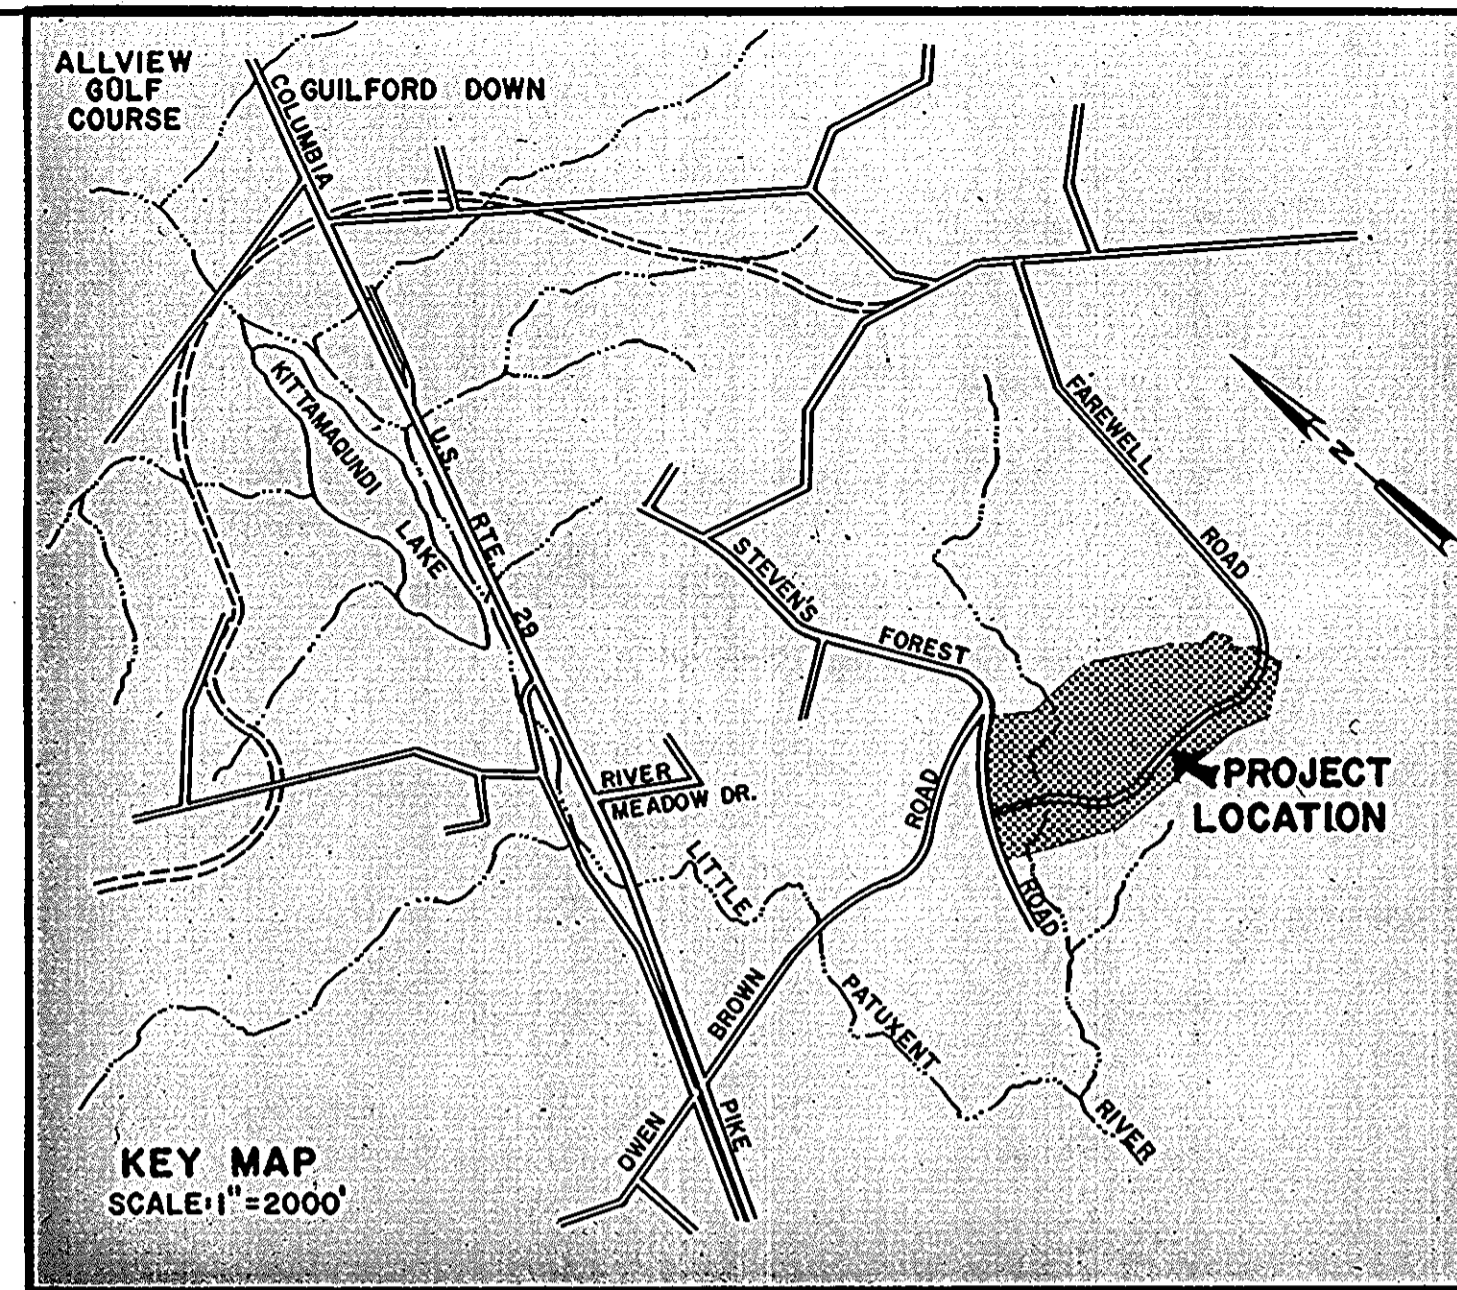 ALLVIEW
GOLF
COURSE
GUILFORD DOWN
COLUMBIA
KITTAMAQUNDI
LAKE
U.S.
RTE.
29
FAREWELL
ROAD
N
STEVEN'S
FOREST
ROAD
RIVER
MEADOW DR.
ROAD
PROJECT
LOCATION
LITTLE
BROWN
PATUXENT
RIVER
OWEN
PIKE
KEY MAP
SCALE: 1" = 2000'